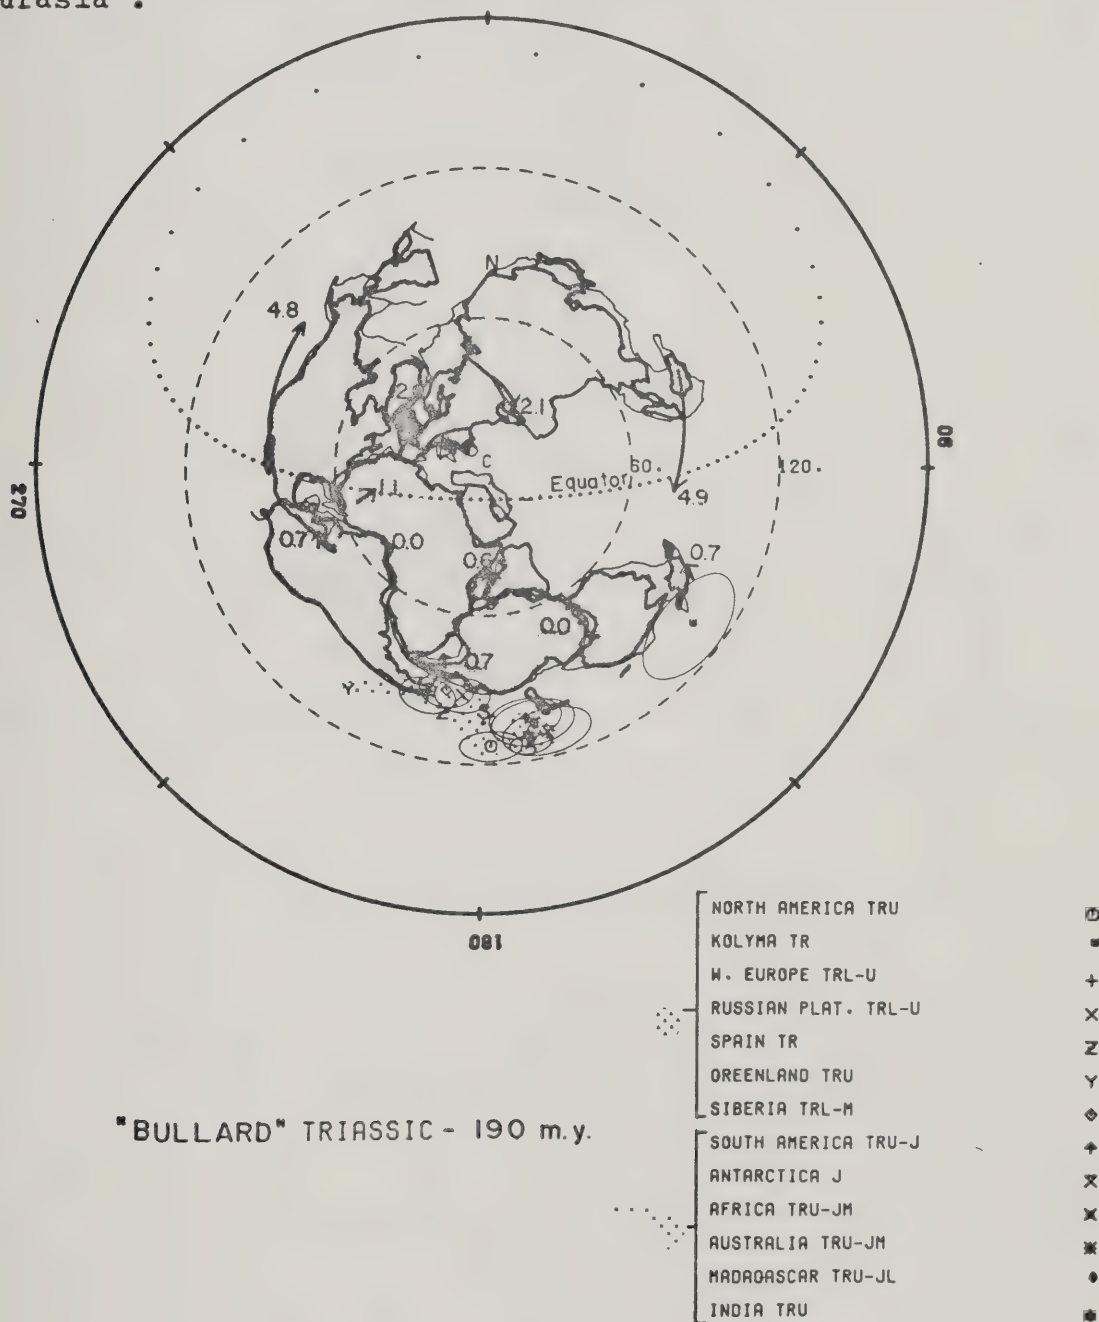 urasia .
N
4.8
2.1
C
Equator
60.
120.
4.9
90
270
1.1
0.7
0.0
0.6
0.7
0.0
0.7
180
NORTH AMERICA TRU
KOLYMA TR
W. EUROPE TRL-U
RUSSIAN PLAT. TRL-U
SPAIN TR
GREENLAND TRU
SIBERIA TRL-M
"BULLARD" TRIASSIC - 190 m.y.
SOUTH AMERICA TRU-J
ANTARCTICA J
AFRICA TRU-JM
AUSTRALIA TRU-JM
MADAGASCAR TRU-JL
INDIA TRU